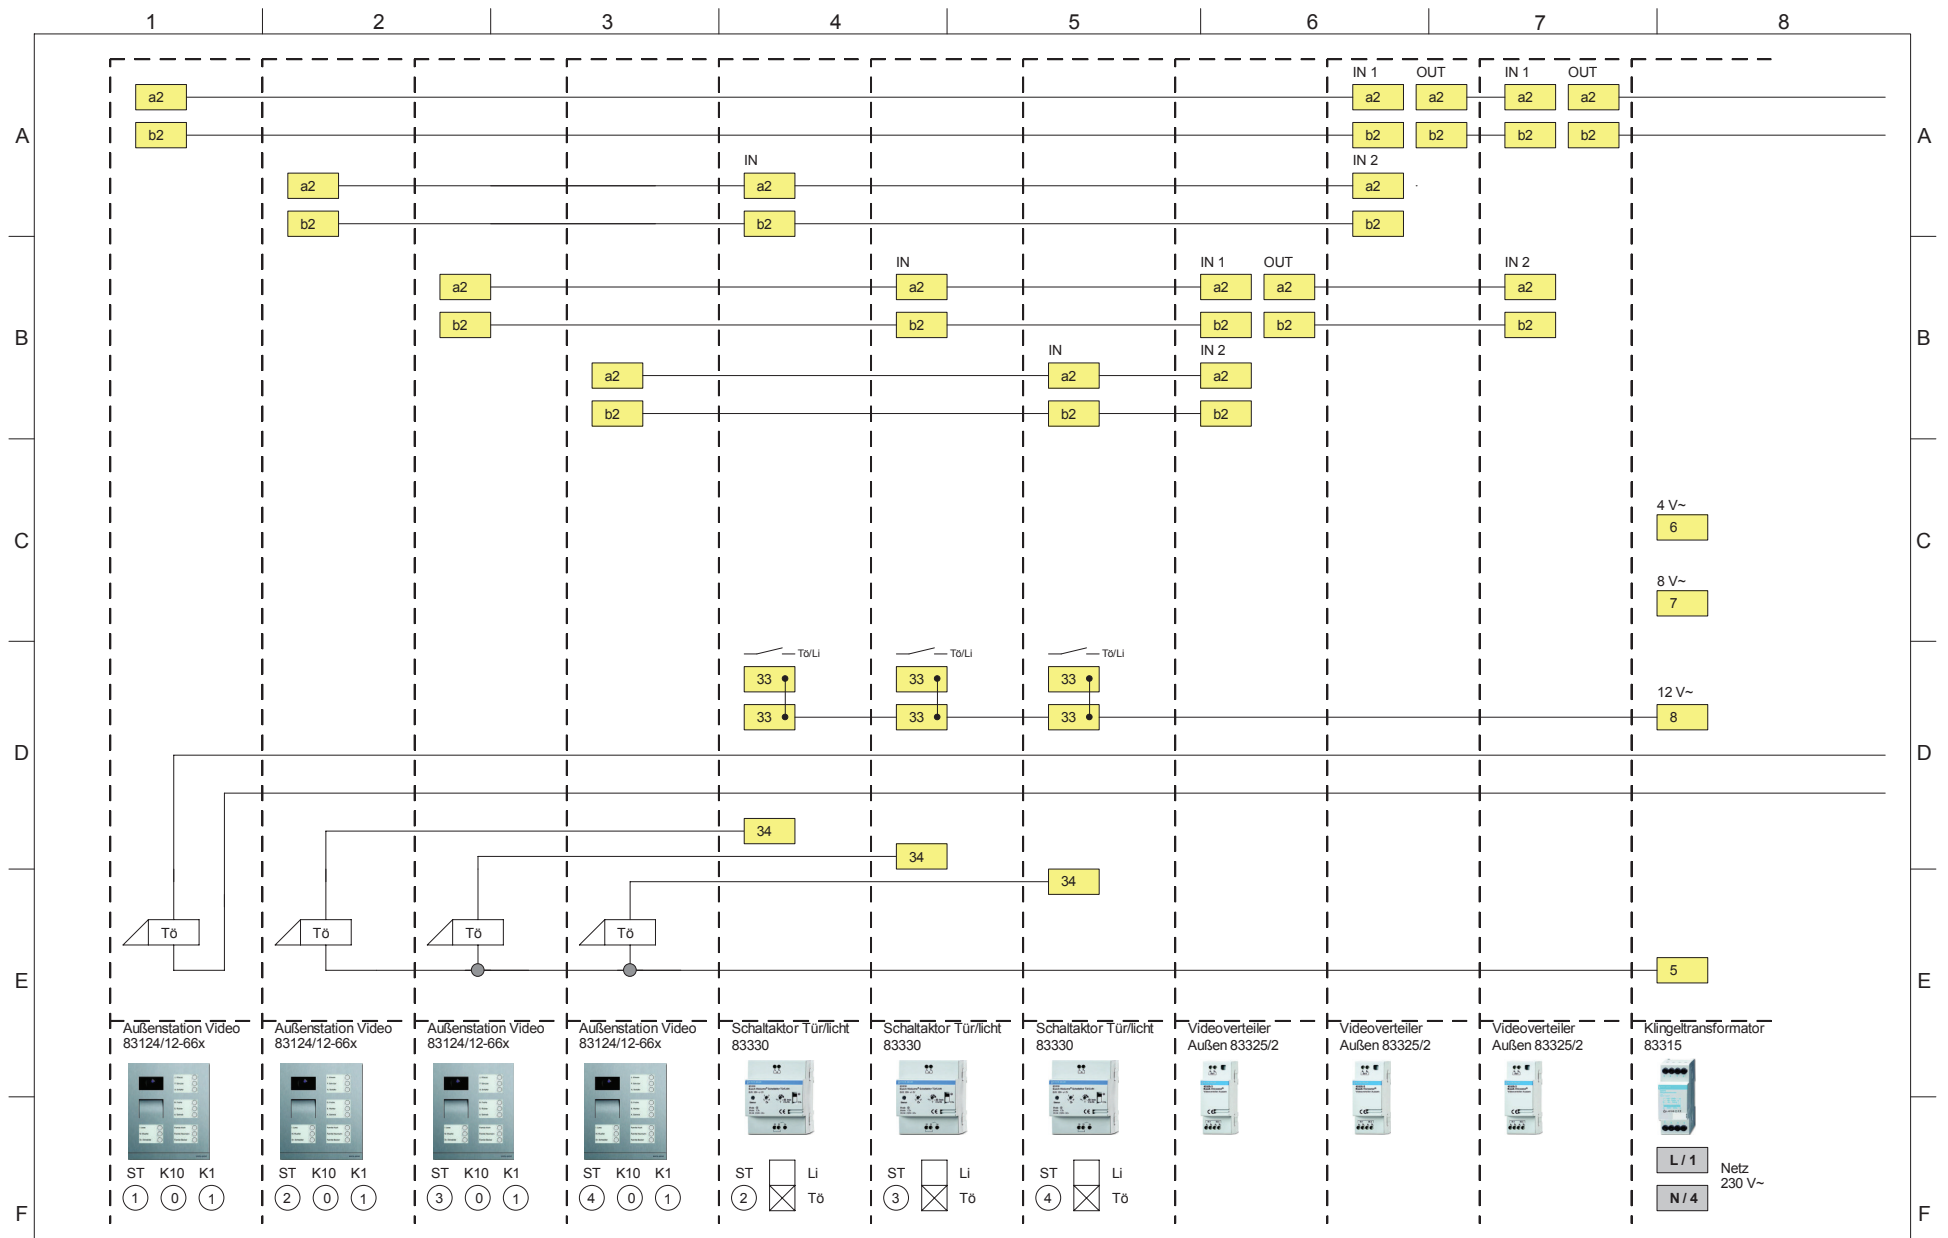 1 2 3 4 5 6 7 8
IN 1 OUT IN 1 OUT
a2 a2 a2 a2 a2
A A
b2 b2 b2 b2 b2
IN IN 2
a2 a2 a2
b2 b2 b2
IN IN 1 OUT IN 2
a2 a2 a2 a2 a2
B B
b2 b2 b2 b2 b2
IN IN 2
a2 a2 a2
b2 b2 b2
4 V~
6
C C
8 V~
7
Tö/Li Tö/Li Tö/Li
33 33 33
12 V~
33 33 33 8
D D
34
34
34
Tö Tö Tö Tö
5
E E
Außenstation Video
83124/12-66x
Außenstation Video
83124/12-66x
Außenstation Video
83124/12-66x
Außenstation Video
83124/12-66x
Schaltaktor Tür/licht
83330
Schaltaktor Tür/licht
83330
Schaltaktor Tür/licht
83330
Videoverteiler
Außen 83325/2
Videoverteiler
Außen 83325/2
Videoverteiler
Außen 83325/2
Klingeltransformator
83315
ST K10 K1
1 0 1
ST K10 K1
2 0 1
ST K10 K1
3 0 1
ST K10 K1
4 0 1
ST Li
2 Tö
ST Li
3 Tö
ST Li
4 Tö
L / 1
N / 4
Netz
230 V~
F F